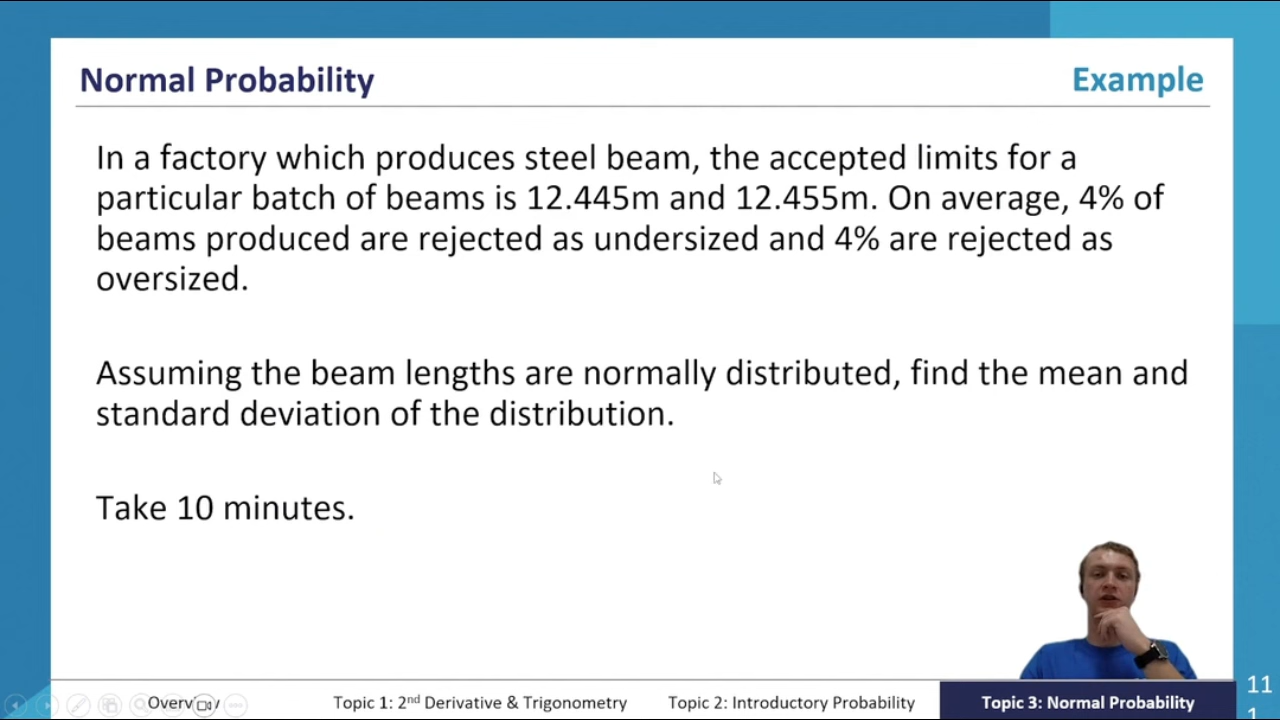 Normal Probability
Example
In a factory which produces steel beam, the accepted limits for a
particular batch of beams is 12.445m and 12.455m. On average, 4% of
beams produced are rejected as undersized and 4% are rejected as
oversized.
Assuming the beam lengths are normally distributed, find the mean and
standard deviation of the distribution.
Take 10 minutes.
Topic 1: 2nd Derivative & Trigonometry
Topic 2: Introductory Probability
Topic 3: Normal Probability
11
1